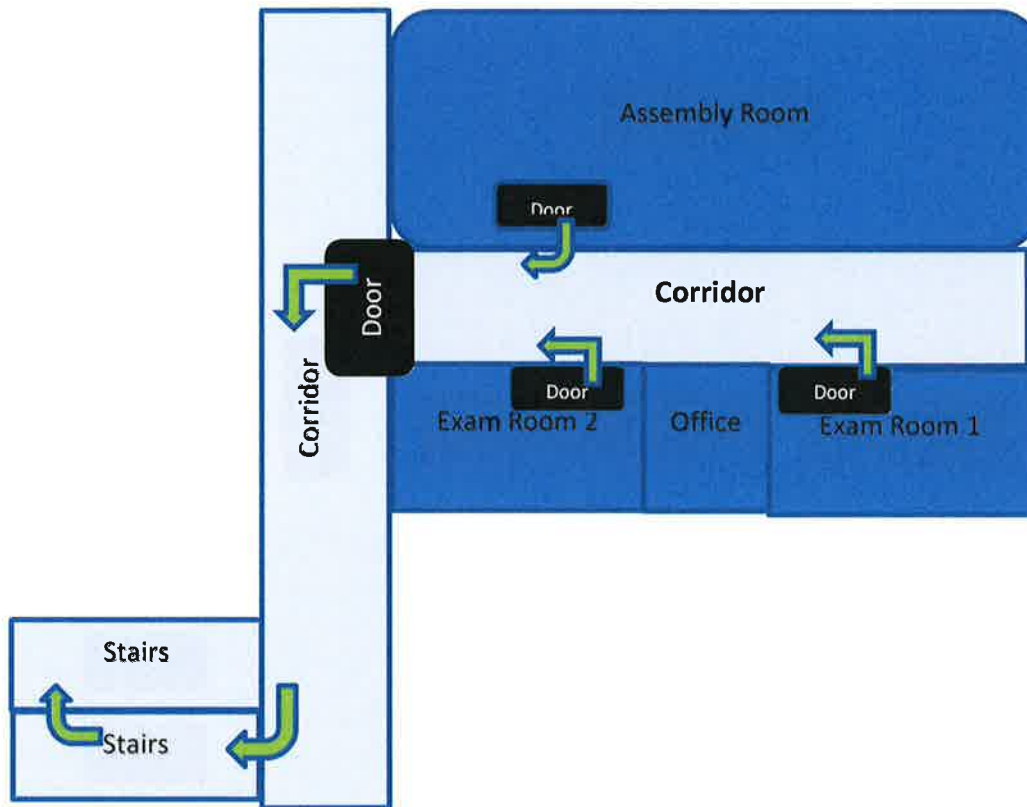 Assembly Room
Door
Corridor
Door
Corridor
Door
Door
Exam Room 2
Office
Exam Room 1
Stairs
Stairs